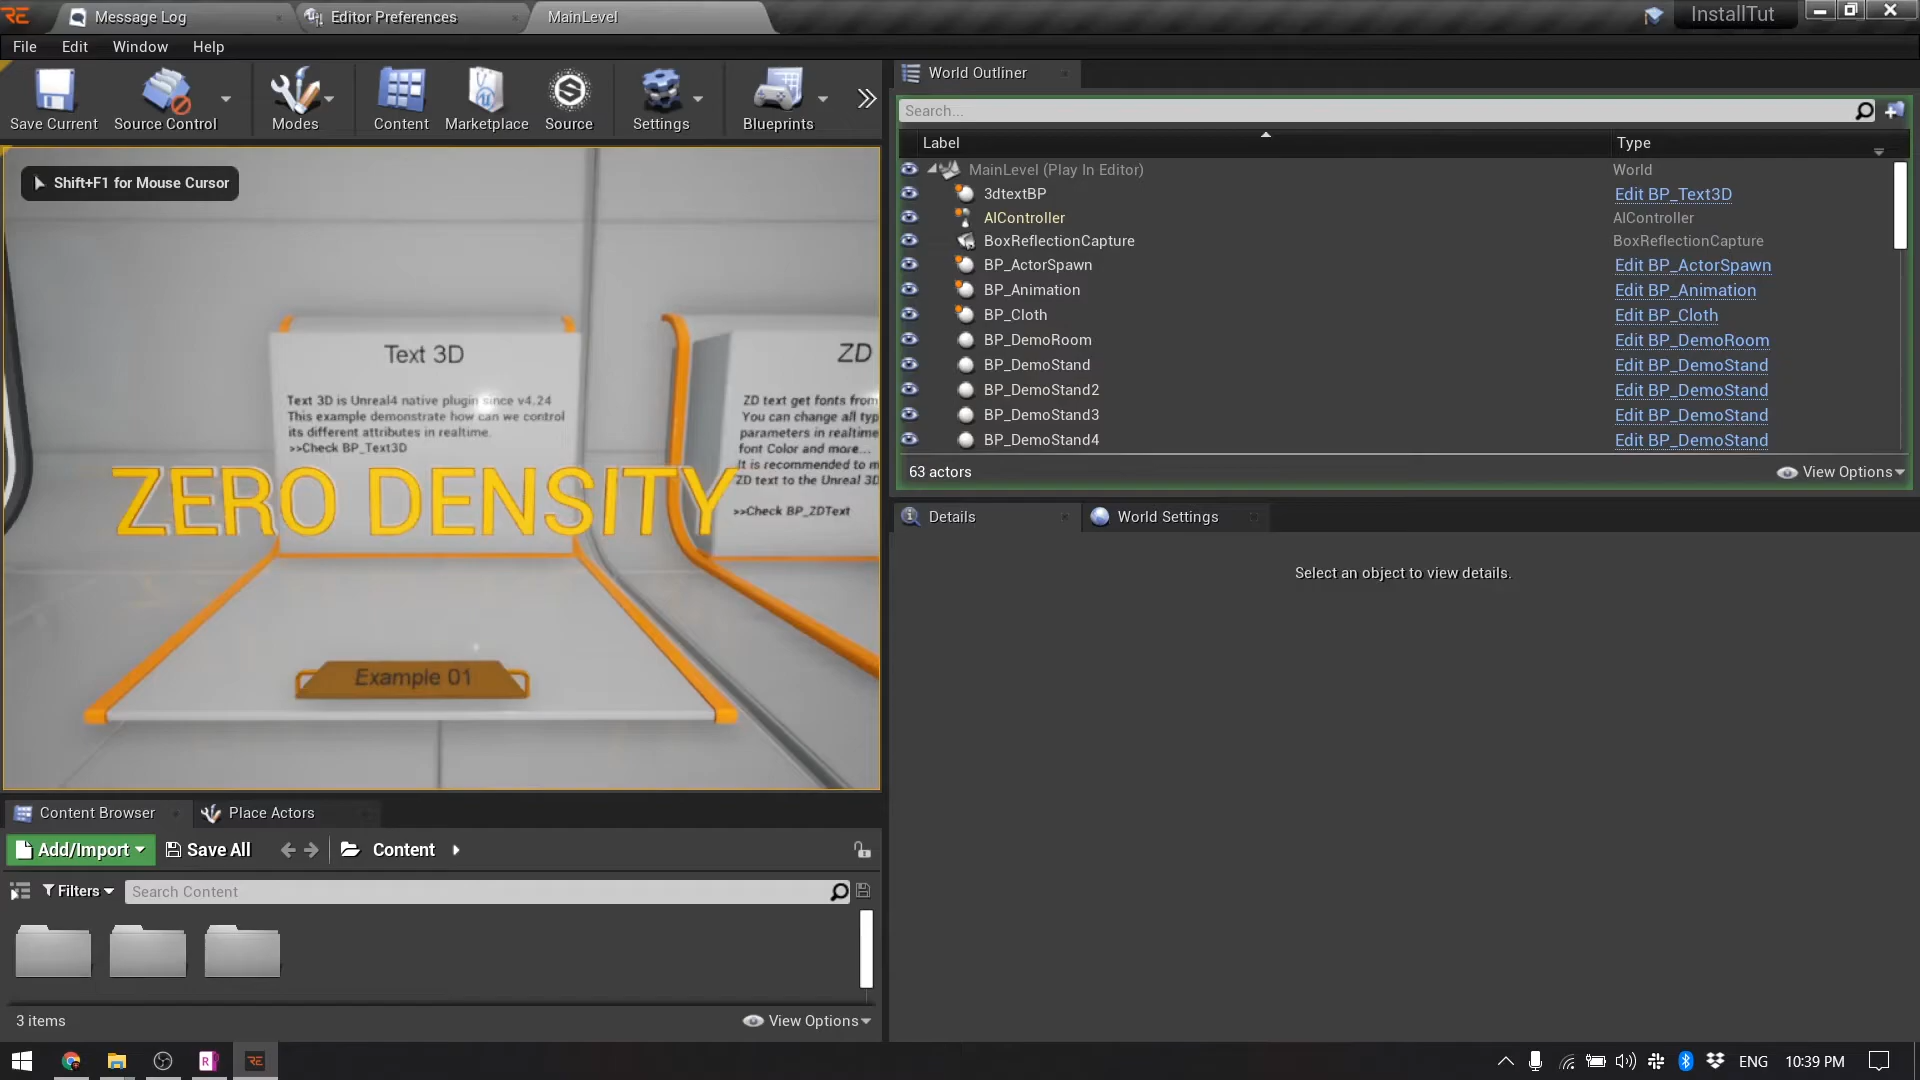 RE
Message Log
Editor Preferences
MainLevel
InstallTut
File Edit Window Help
Save Current
Source Control
Modes
Content
Marketplace
Source
Settings
Blueprints
Shift+F1 for Mouse Cursor
Text 3D
Text 3D is Unreal4 native plugin since v4.24
This example demonstrate how can we control
its different attributes in realtime.
>>Check BP_Text3D
ZD
ZD text get fonts from
You can change all typ
parameters in realtime
font Color and more...
It is recommended to m
ZD text to the Unreal 3D
>>Check BP_ZDText
ZERO DENSITY
Example 01
World Outliner
Search...
Label Type
MainLevel (Play In Editor) World
3dtextBP Edit BP_Text3D
AIController AIController
BoxReflectionCapture BoxReflectionCapture
BP_ActorSpawn Edit BP_ActorSpawn
BP_Animation Edit BP_Animation
BP_Cloth Edit BP_Cloth
BP_DemoRoom Edit BP_DemoRoom
BP_DemoStand Edit BP_DemoStand
BP_DemoStand2 Edit BP_DemoStand
BP_DemoStand3 Edit BP_DemoStand
BP_DemoStand4 Edit BP_DemoStand
63 actors View Options
Details World Settings
Select an object to view details.
Content Browser Place Actors
Add/Import Save All Content
Filters Search Content
3 items View Options
R RE ENG 10:39 PM